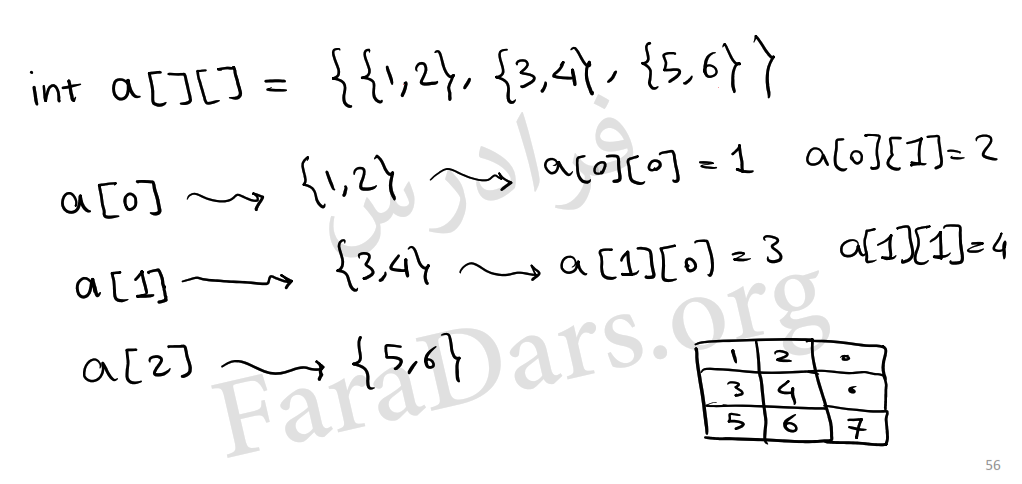 int a[][] = {{1,2}, {3,4}, {5,6}}
a[0] → {1,2} → a[0][0] = 1 a[0][1] = 2
a[1] → {3,4} → a[1][0] = 3 a[1][1] = 4
a[2] → {5,6}
1 2 0
3 4 0
5 6 7
فرادرس
FaraDars.org
56